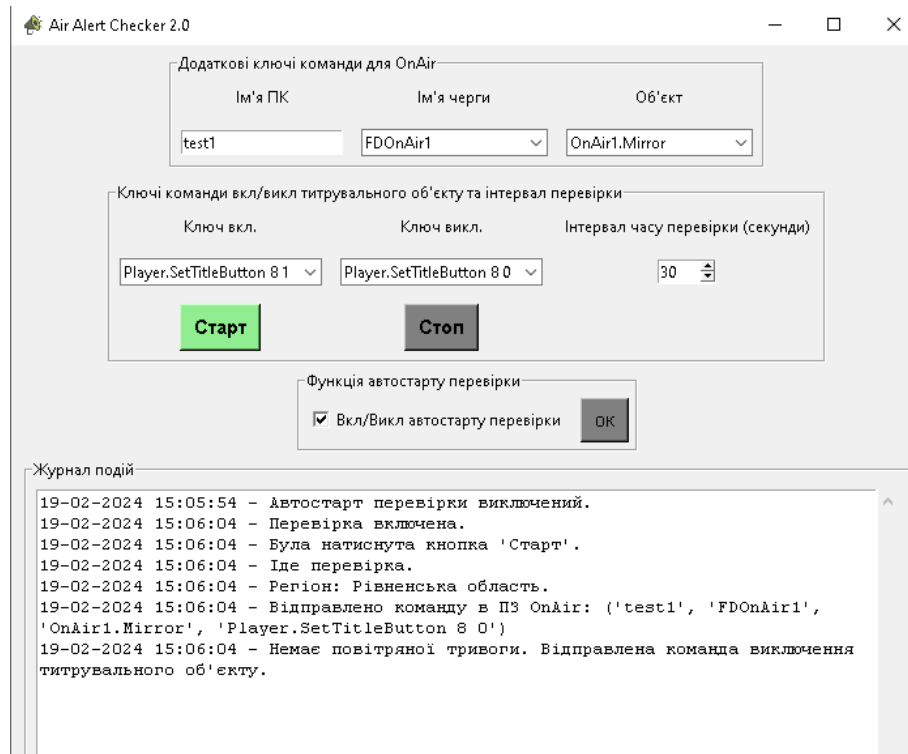 Air Alert Checker 2.0
Додаткові ключі команди для OnAir
Ім'я ПК Ім'я черги Об'єкт
test1 FDOnAir1 OnAir1.Mirror
Ключі команди вкл/викл титрувального об'єкту та інтервал перевірки
Ключ вкл. Ключ викл. Інтервал часу перевірки (секунди)
Player.SetTitleButton 8 1 Player.SetTitleButton 8 0 30
Старт Стоп
Функція автостарту перевірки
Вкл/Викл автостарту перевірки ОК
Журнал подій
19-02-2024 15:05:54 - Автостарт перевірки виключений.
19-02-2024 15:06:04 - Перевірка включена.
19-02-2024 15:06:04 - Була натиснута кнопка 'Старт'.
19-02-2024 15:06:04 - Іде перевірка.
19-02-2024 15:06:04 - Регіон: Рівненська область.
19-02-2024 15:06:04 - Відправлено команду в ПЗ OnAir: ('test1', 'FDOnAir1',
'OnAir1.Mirror', 'Player.SetTitleButton 8 0')
19-02-2024 15:06:04 - Немає повітряної тривоги. Відправлена команда виключення
титрувального об'єкту.